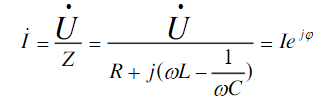 İ = U̇ / Z = U̇ / (R + j(ωL − 1/(ωC))) = Ie^{jφ}